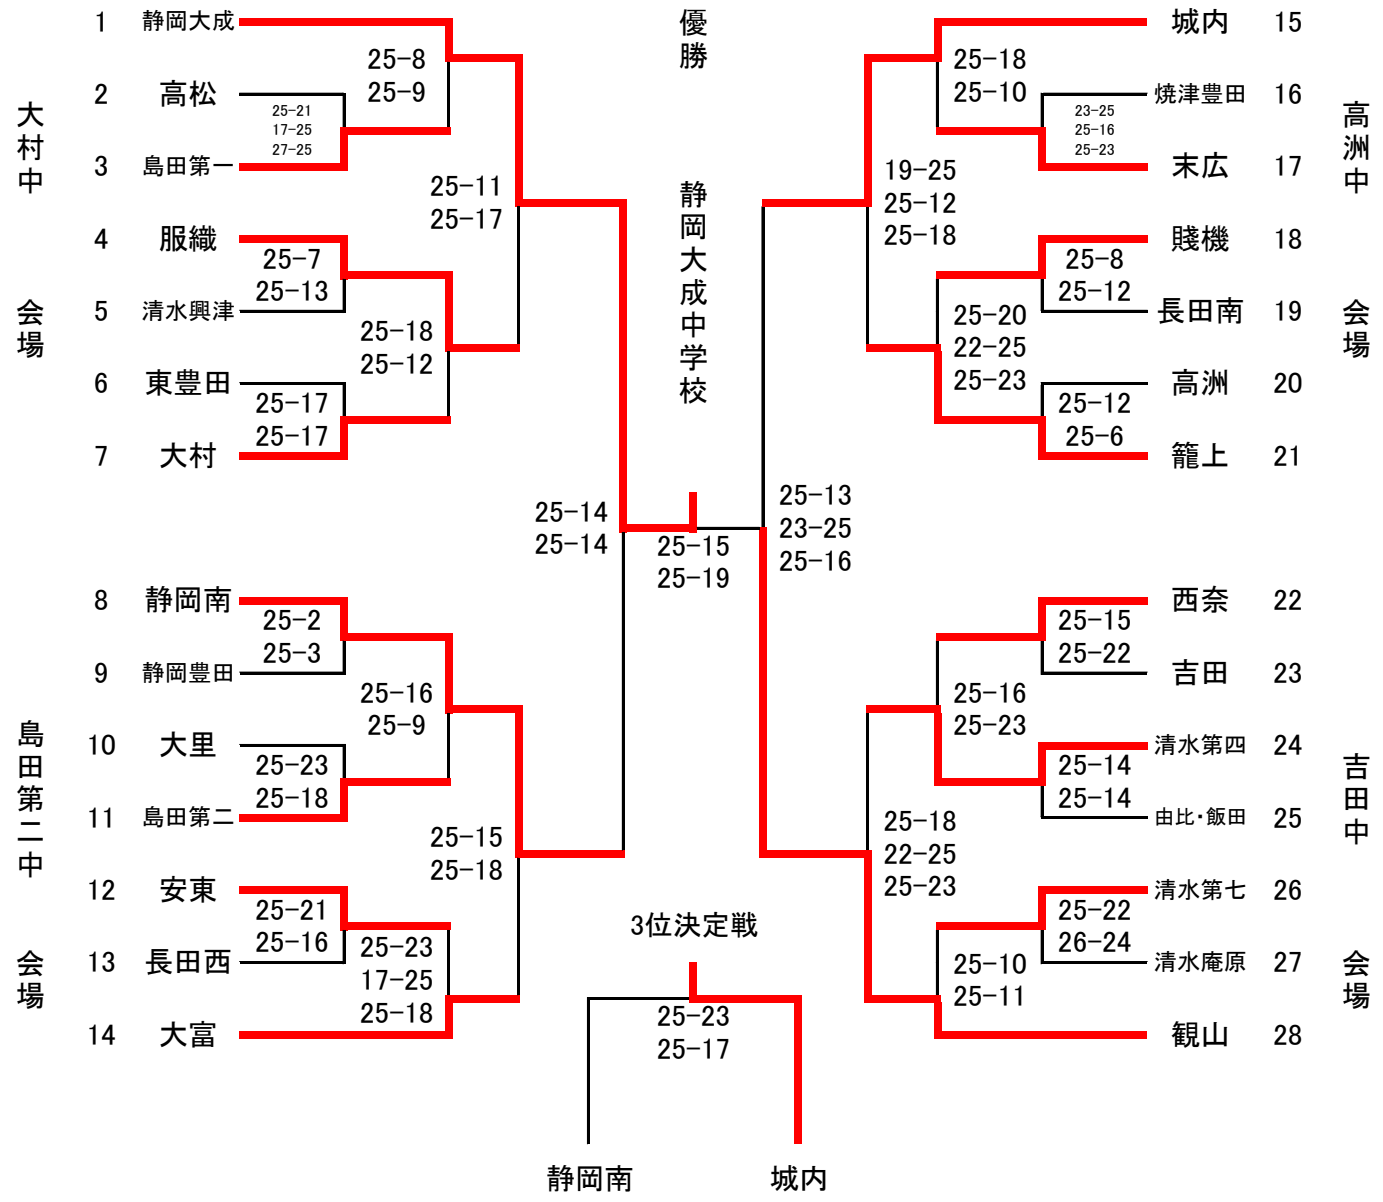 優勝
静岡大成中学校
大村中
会場
1 静岡大成
2 高松
3 島田第一
4 服織
5 清水興津
6 東豊田
7 大村
25-8
25-9
25-21
17-25
27-25
25-11
25-17
25-7
25-13
25-18
25-12
25-17
25-17
25-14
25-14
島田第二中
会場
8 静岡南
9 静岡豊田
10 大里
11 島田第二
12 安東
13 長田西
14 大富
25-2
25-3
25-16
25-9
25-23
25-18
25-15
25-18
25-21
25-16
25-23
17-25
25-18
25-15
25-19
高洲中
会場
城内 15
焼津豊田 16
末広 17
賤機 18
長田南 19
高洲 20
籠上 21
25-18
25-10
23-25
25-16
25-23
19-25
25-12
25-18
25-8
25-12
25-20
22-25
25-23
25-12
25-6
25-13
23-25
25-16
吉田中
会場
西奈 22
吉田 23
清水第四 24
由比・飯田 25
清水第七 26
清水庵原 27
観山 28
25-15
25-22
25-16
25-23
25-14
25-14
25-18
22-25
25-23
25-22
26-24
25-10
25-11
3位決定戦
25-23
25-17
静岡南
城内